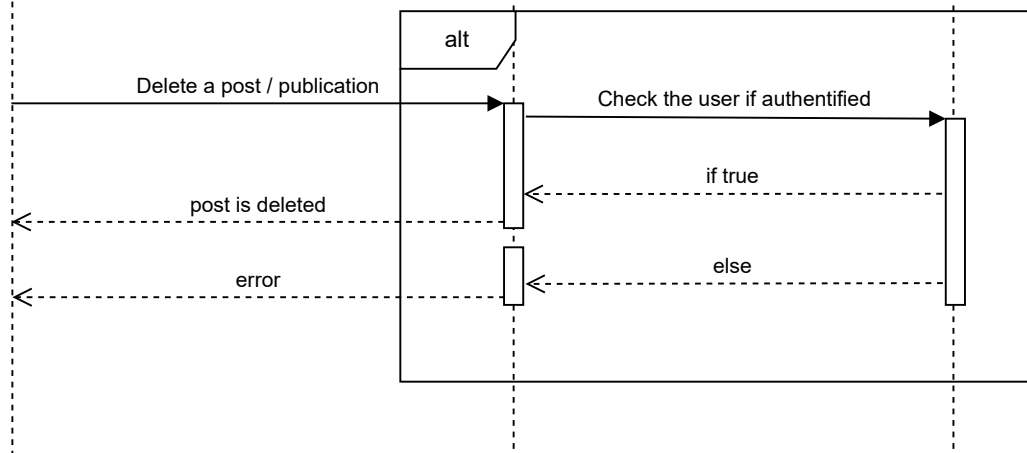 alt
Delete a post / publication
Check the user if authentified
if true
post is deleted
else
error